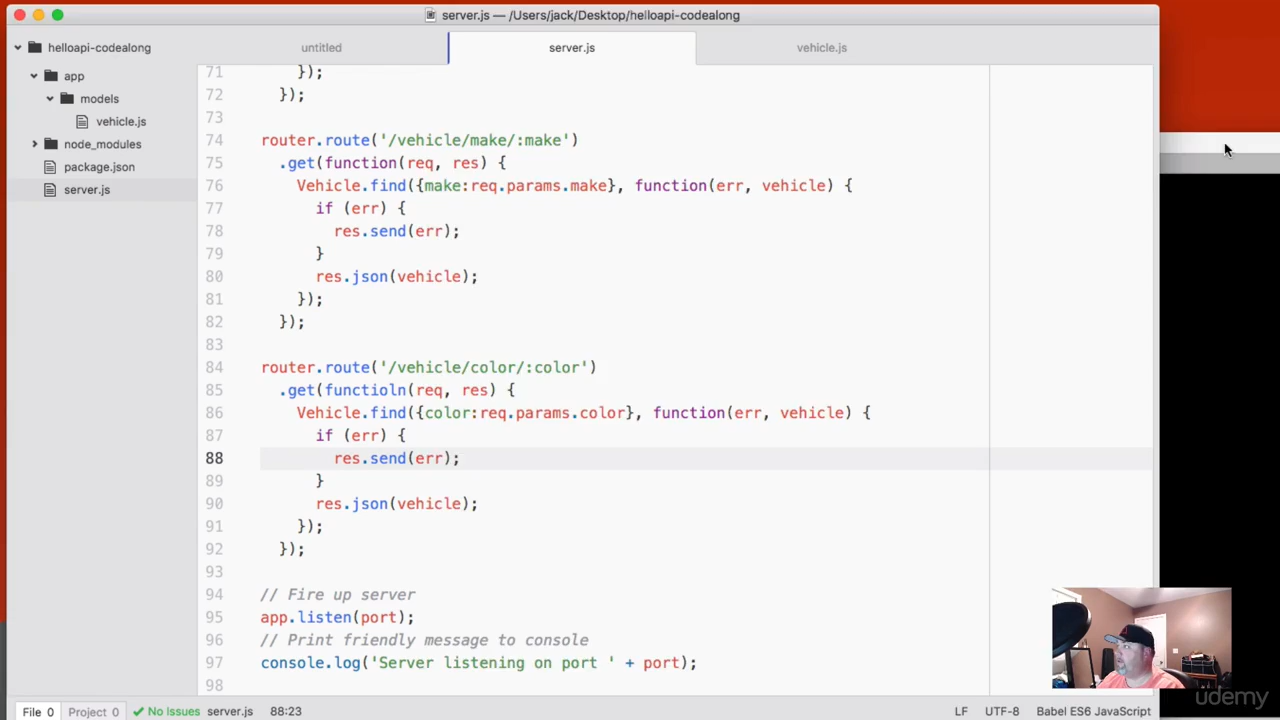 server.js — /Users/jack/Desktop/helloapi-codealong
helloapi-codealong
untitled
server.js
vehicle.js
app
models
vehicle.js
node_modules
package.json
server.js
71 });
72 });
73
74 router.route('/vehicle/make/:make')
75 .get(function(req, res) {
76 Vehicle.find({make:req.params.make}, function(err, vehicle) {
77 if (err) {
78 res.send(err);
79 }
80 res.json(vehicle);
81 });
82 });
83
84 router.route('/vehicle/color/:color')
85 .get(functioln(req, res) {
86 Vehicle.find({color:req.params.color}, function(err, vehicle) {
87 if (err) {
88 res.send(err);
89 }
90 res.json(vehicle);
91 });
92 });
93
94 // Fire up server
95 app.listen(port);
96 // Print friendly message to console
97 console.log('Server listening on port ' + port);
98
File 0 Project 0 No Issues server.js 88:23 LF UTF-8 Babel ES6 JavaScript
udemy